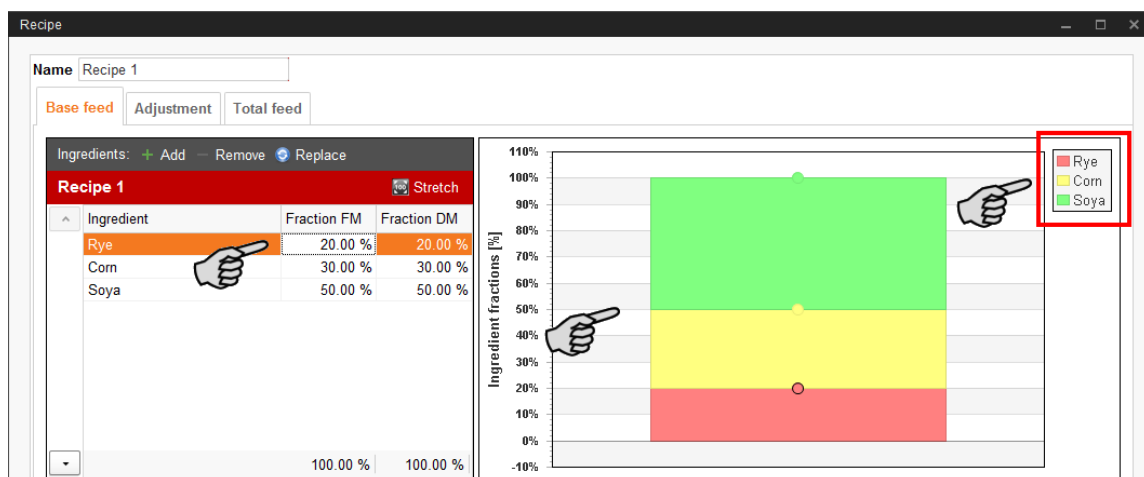 Recipe
Name Recipe 1
Base feed Adjustment Total feed
Ingredients: + Add − Remove Replace
Recipe 1 100 Stretch
Ingredient Fraction FM Fraction DM
Rye 20.00 % 20.00 %
Corn 30.00 % 30.00 %
Soya 50.00 % 50.00 %
100.00 % 100.00 %
Ingredient fractions [%]
110%
100%
90%
80%
70%
60%
50%
40%
30%
20%
10%
0%
-10%
Rye
Corn
Soya